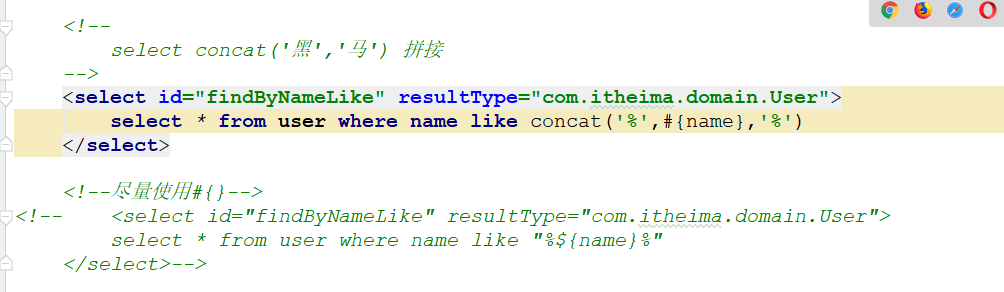 <!--
select concat('黑','马') 拼接
-->
<select id="findByNameLike" resultType="com.itheima.domain.User">
select * from user where name like concat('%',#{name},'%')
</select>
<!--尽量使用#{}-->
<!-- <select id="findByNameLike" resultType="com.itheima.domain.User">
select * from user where name like "%${name}%"
</select>-->